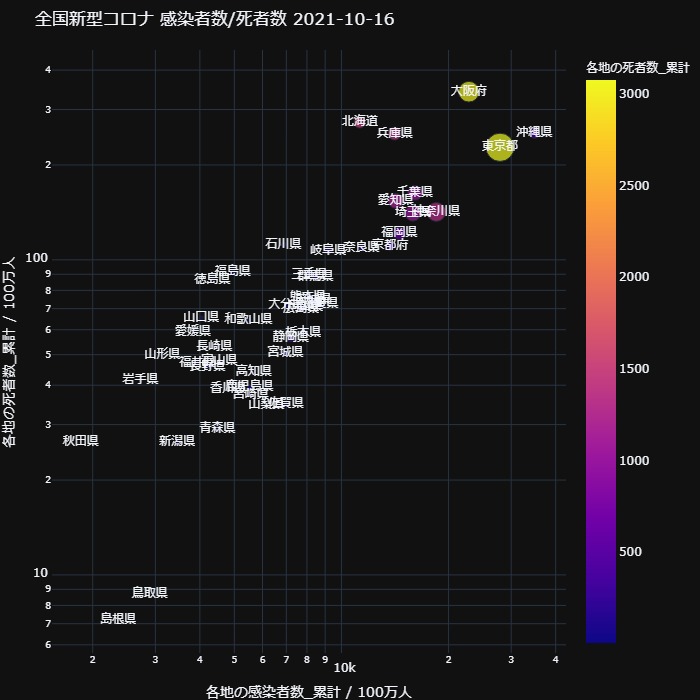 全国新型コロナ 感染者数/死者数 2021-10-16
各地の死者数_累計
3000
2500
2000
1500
1000
500
各地の死者数_累計 / 100万人
4
3
2
100
9
8
7
6
5
4
3
2
10
9
8
7
6
大阪府
北海道
兵庫県
沖縄県
東京都
千葉県
愛知県
神奈川県
福岡県
京都府
石川県
岐阜県
奈良県
福島県
徳島県
山口県
和歌山県
愛媛県
栃木県
静岡県
長崎県
宮城県
山形県
富山県
長野県
高知県
岩手県
鹿児島県
香川県
宮崎県
山梨県
佐賀県
青森県
秋田県
新潟県
鳥取県
島根県
2 3 4 5 6 7 8 9 10k 2 3 4
各地の感染者数_累計 / 100万人